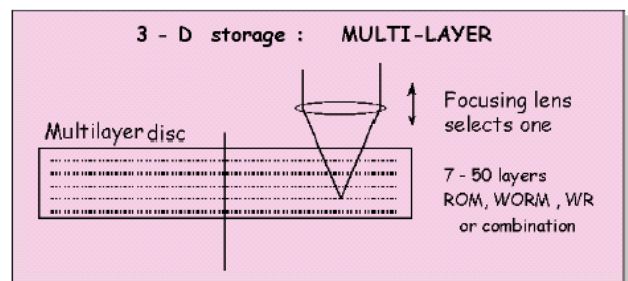 3 - D storage : MULTI-LAYER
Multilayer disc
Focusing lens
selects one
7 - 50 layers
ROM, WORM , WR
or combination